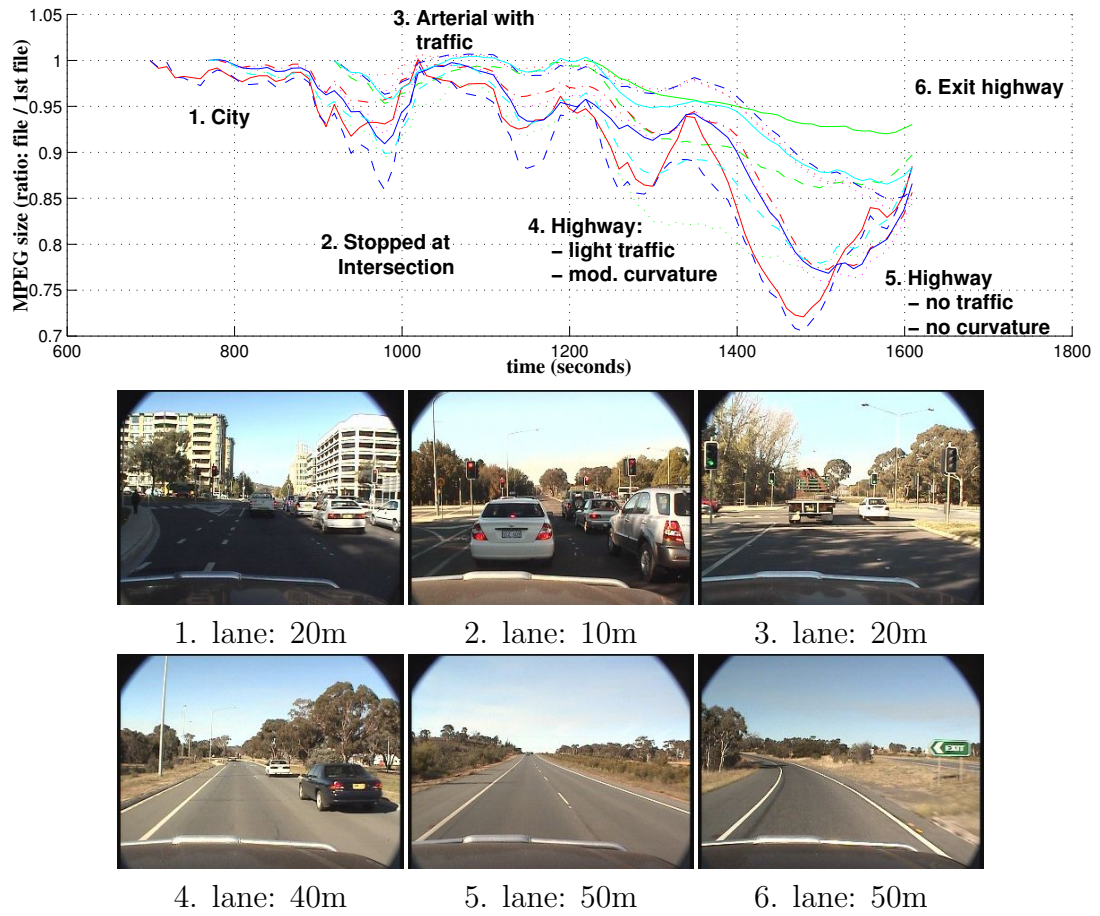 1.05
1
0.95
0.9
0.85
0.8
0.75
0.7
MPEG size (ratio: file / 1st file)
3. Arterial with
traffic
1. City
6. Exit highway
2. Stopped at
Intersection
4. Highway:
– light traffic
– mod. curvature
5. Highway
– no traffic
– no curvature
600
800
1000
1200
1400
1600
1800
time (seconds)
1. lane: 20m
2. lane: 10m
3. lane: 20m
EXIT
4. lane: 40m
5. lane: 50m
6. lane: 50m